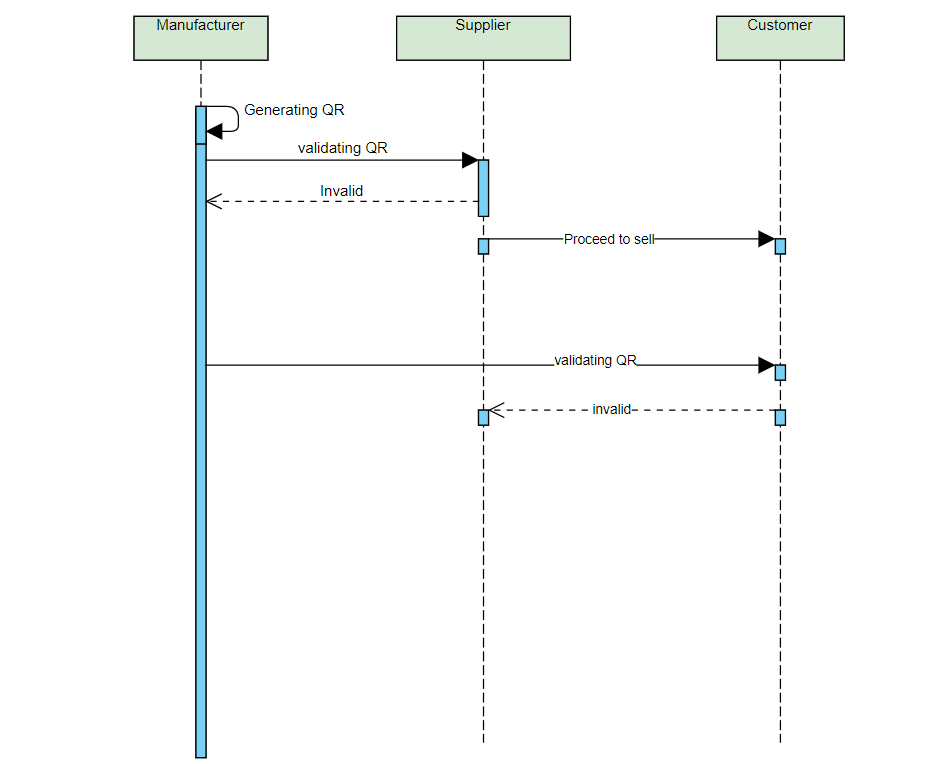 Manufacturer
Supplier
Customer
Generating QR
validating QR
Invalid
Proceed to sell
validating QR
invalid